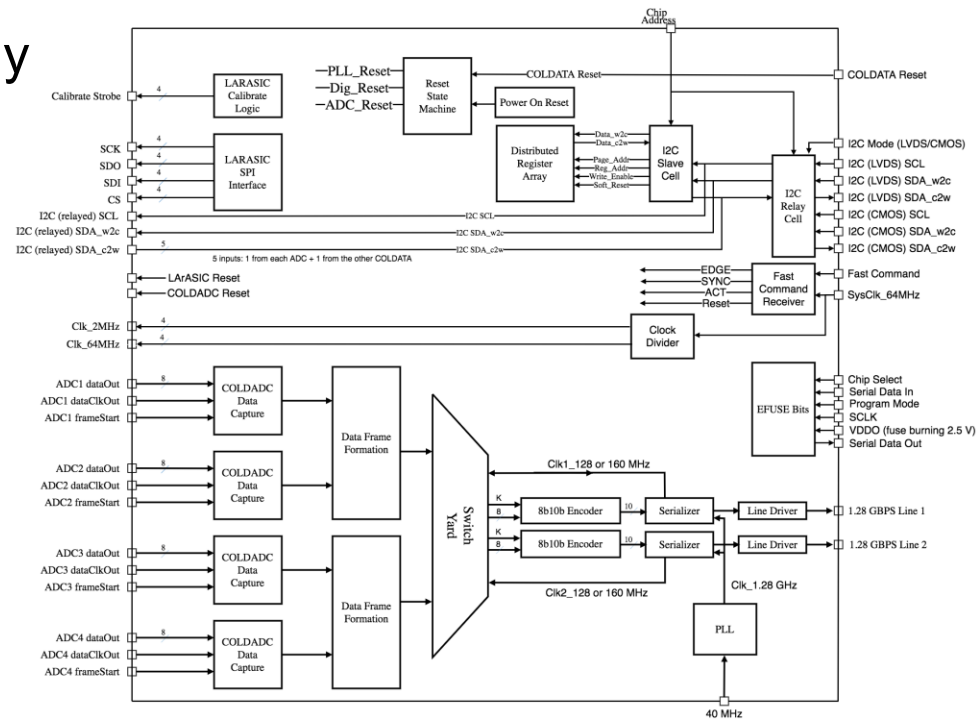 y
Chip
Address
Calibrate Strobe
4
LARASIC
Calibrate
Logic
PLL_Reset
Dig_Reset
ADC_Reset
Reset
State
Machine
COLDATA Reset
COLDATA Reset
Power On Reset
SCK
4
SDO
4
SDI
4
CS
4
LARASIC
SPI
Interface
Distributed
Register
Array
Data_w2c
Data_c2w
Page_Addr
Reg_Addr
Write_Enable
Soft_Reset
I2C
Slave
Cell
I2C
Relay
Cell
I2C Mode (LVDS/CMOS)
I2C (LVDS) SCL
I2C (LVDS) SDA_w2c
I2C (LVDS) SDA_c2w
I2C (CMOS) SCL
I2C (CMOS) SDA_w2c
I2C (CMOS) SDA_c2w
I2C (relayed) SCL
I2C SCL
I2C (relayed) SDA_w2c
I2C SDA_w2c
I2C (relayed) SDA_c2w
5
I2C SDA_c2w
5 inputs: 1 from each ADC + 1 from the other COLDATA
LArASIC Reset
COLDADC Reset
EDGE
SYNC
ACT
Reset
Fast
Command
Receiver
Fast Command
SysClk_64MHz
Clk_2MHz
4
Clk_64MHz
4
Clock
Divider
ADC1 dataOut
8
ADC1 dataClkOut
ADC1 frameStart
COLDADC
Data
Capture
ADC2 dataOut
8
ADC2 dataClkOut
ADC2 frameStart
COLDADC
Data
Capture
Data Frame
Formation
EFUSE Bits
Chip Select
Serial Data In
Program Mode
SCLK
VDDO (fuse burning 2.5 V)
Serial Data Out
Switch
Yard
Clk1_128 or 160 MHz
K
8
8b10b Encoder
10
Serializer
Line Driver
1.28 GBPS Line 1
K
8
8b10b Encoder
10
Serializer
Line Driver
1.28 GBPS Line 2
Clk2_128 or 160 MHz
Clk_1.28 GHz
ADC3 dataOut
8
ADC3 dataClkOut
ADC3 frameStart
COLDADC
Data
Capture
ADC4 dataOut
8
ADC4 dataClkOut
ADC4 frameStart
COLDADC
Data
Capture
Data Frame
Formation
PLL
40 MHz